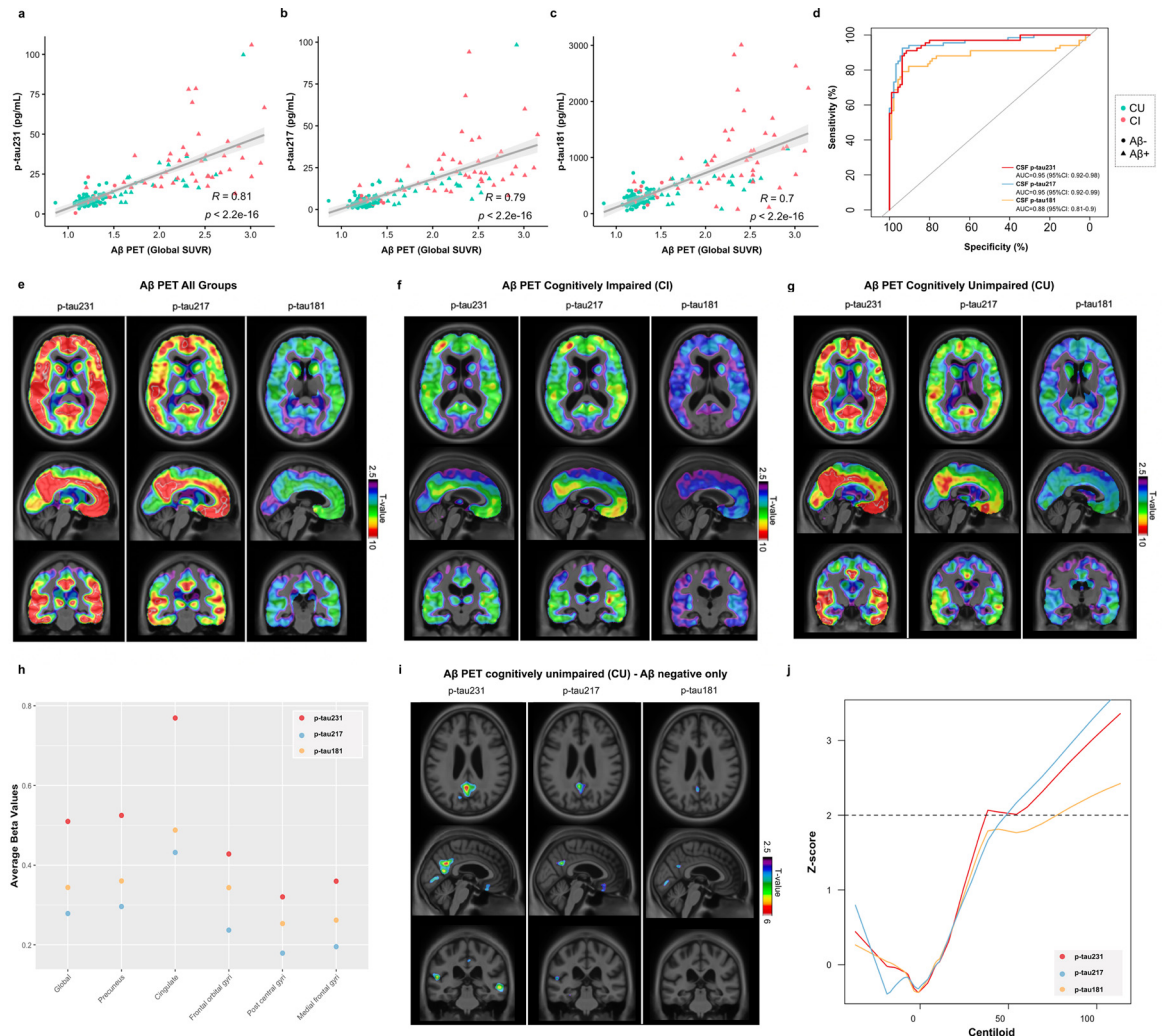 a
100
75
50
25
0
p-tau231 (pg/mL)
R = 0.81
p < 2.2e-16
1.0
1.5
2.0
2.5
3.0
Aβ PET (Global SUVR)
b
100
75
50
25
0
p-tau217 (pg/mL)
R = 0.79
p < 2.2e-16
1.0
1.5
2.0
2.5
3.0
Aβ PET (Global SUVR)
c
3000
2000
1000
0
p-tau181 (pg/mL)
R = 0.7
p < 2.2e-16
1.0
1.5
2.0
2.5
3.0
Aβ PET (Global SUVR)
d
100
80
60
40
20
0
Sensitivity (%)
CSF p-tau231
AUC=0.95 (95%CI: 0.92-0.98)
CSF p-tau217
AUC=0.95 (95%CI: 0.92-0.99)
CSF p-tau181
AUC=0.88 (95%CI: 0.81-0.9)
100
80
60
40
20
0
Specificity (%)
CU
CI
Aβ-
Aβ+
e
Aβ PET All Groups
p-tau231
p-tau217
p-tau181
2.5
T-value
10
f
Aβ PET Cognitively Impaired (CI)
p-tau231
p-tau217
p-tau181
2.5
T-value
10
g
Aβ PET Cognitively Unimpaired (CU)
p-tau231
p-tau217
p-tau181
2.5
T-value
10
h
0.8
0.6
0.4
0.2
Average Beta Values
p-tau231
p-tau217
p-tau181
Global
Precuneus
Cingulate
Frontal orbital gyri
Post central gyri
Medial frontal gyri
i
Aβ PET cognitively unimpaired (CU) - Aβ negative only
p-tau231
p-tau217
p-tau181
2.5
T-value
6
j
3
2
1
0
Z-score
p-tau231
p-tau217
p-tau181
0
50
100
Centiloid